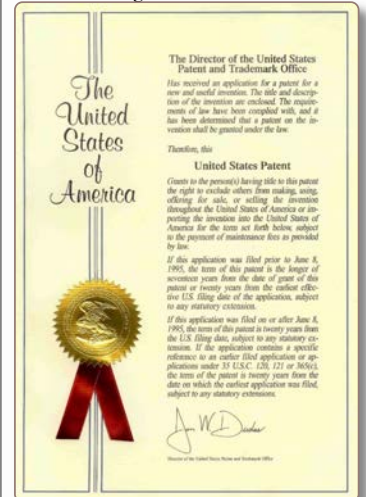 The
United
States
of
America
The Director of the United States
Patent and Trademark Office
Has received an application for a patent for a
new and useful invention. The title and descrip-
tion of the invention are enclosed. The require-
ments of law have been complied with, and it
has been determined that a patent on the in-
vention shall be granted under the law.
Therefore, this
United States Patent
Grants to the person(s) having title to this patent
the right to exclude others from making, using,
offering for sale, or selling the invention
throughout the United States of America or im-
porting the invention into the United States of
America for the term set forth below, subject
to the payment of maintenance fees as provided
by law.
If this application was filed prior to June 8,
1995, the term of this patent is the longer of
seventeen years from the date of grant of this
patent or twenty years from the earliest effec-
tive U.S. filing date of the application, subject
to any statutory extension.
If this application was filed on or after June 8,
1995, the term of this patent is twenty years from
the U.S. filing date, subject to any statutory ex-
tension. If the application contains a specific
reference to an earlier filed application or ap-
plications under 35 U.S.C. 120, 121 or 365(c),
the term of the patent is twenty years from the
date on which the earliest application was filed,
subject to any statutory extensions.
Director of the United States Patent and Trademark Office